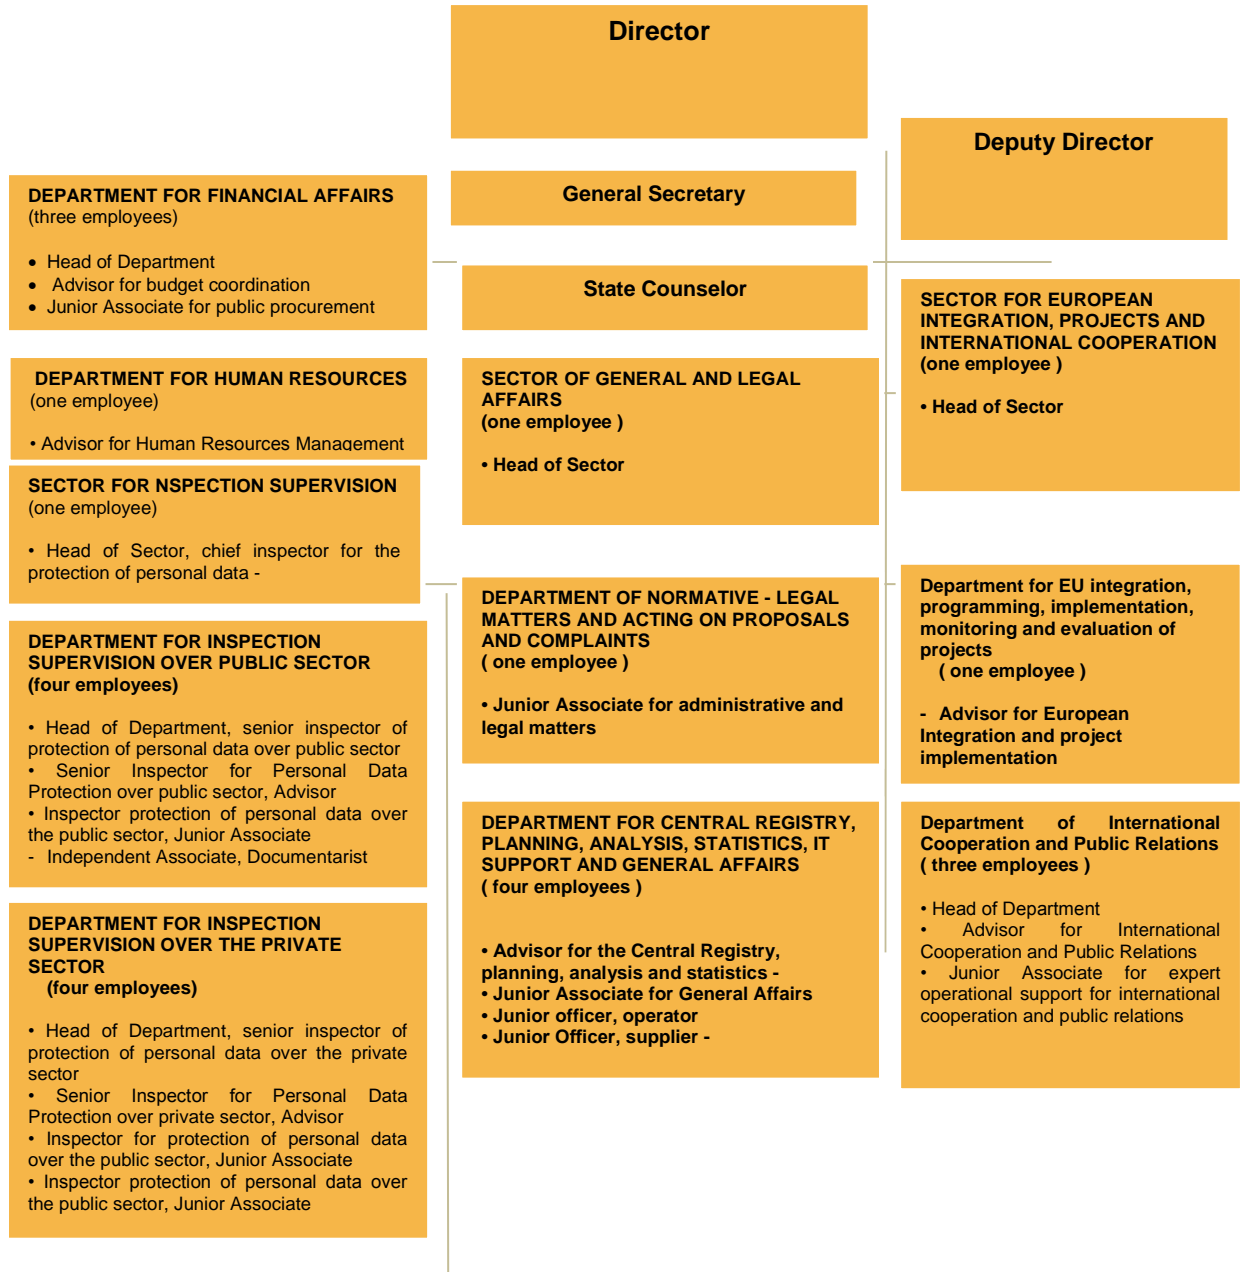 Director
Deputy Director
General Secretary
State Counselor
DEPARTMENT FOR FINANCIAL AFFAIRS
(three employees)
• Head of Department
• Advisor for budget coordination
• Junior Associate for public procurement
DEPARTMENT FOR HUMAN RESOURCES
(one employee)
• Advisor for Human Resources Management
SECTOR FOR NSPECTION SUPERVISION
(one employee)
• Head of Sector, chief inspector for the
protection of personal data -
DEPARTMENT FOR INSPECTION
SUPERVISION OVER PUBLIC SECTOR
(four employees)
• Head of Department, senior inspector of
protection of personal data over public sector
• Senior Inspector for Personal Data
Protection over public sector, Advisor
• Inspector protection of personal data over
the public sector, Junior Associate
- Independent Associate, Documentarist
DEPARTMENT FOR INSPECTION
SUPERVISION OVER THE PRIVATE
SECTOR
(four employees)
• Head of Department, senior inspector of
protection of personal data over the private
sector
• Senior Inspector for Personal Data
Protection over private sector, Advisor
• Inspector for protection of personal data
over the public sector, Junior Associate
• Inspector protection of personal data over
the public sector, Junior Associate
SECTOR OF GENERAL AND LEGAL
AFFAIRS
(one employee )
• Head of Sector
DEPARTMENT OF NORMATIVE - LEGAL
MATTERS AND ACTING ON PROPOSALS
AND COMPLAINTS
( one employee )
• Junior Associate for administrative and
legal matters
DEPARTMENT FOR CENTRAL REGISTRY,
PLANNING, ANALYSIS, STATISTICS, IT
SUPPORT AND GENERAL AFFAIRS
( four employees )
• Advisor for the Central Registry,
planning, analysis and statistics -
• Junior Associate for General Affairs
• Junior officer, operator
• Junior Officer, supplier -
SECTOR FOR EUROPEAN
INTEGRATION, PROJECTS AND
INTERNATIONAL COOPERATION
(one employee )
• Head of Sector
Department for EU integration,
programming, implementation,
monitoring and evaluation of
projects
( one employee )
- Advisor for European
Integration and project
implementation
Department of International
Cooperation and Public Relations
( three employees )
• Head of Department
• Advisor for International
Cooperation and Public Relations
• Junior Associate for expert
operational support for international
cooperation and public relations